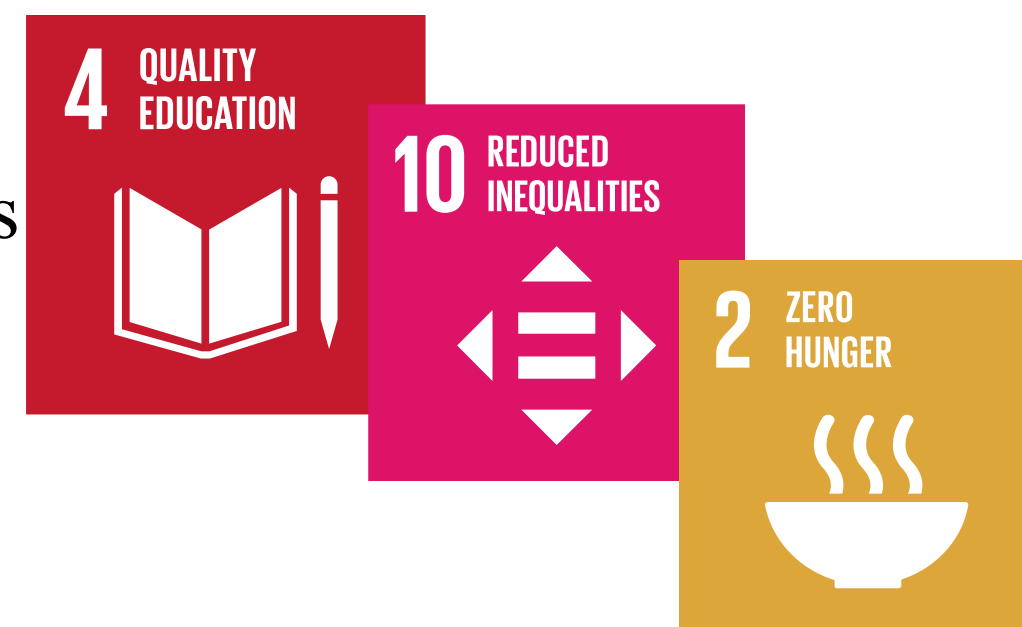 4 QUALITY
EDUCATION
S
10 REDUCED
INEQUALITIES
2 ZERO
HUNGER